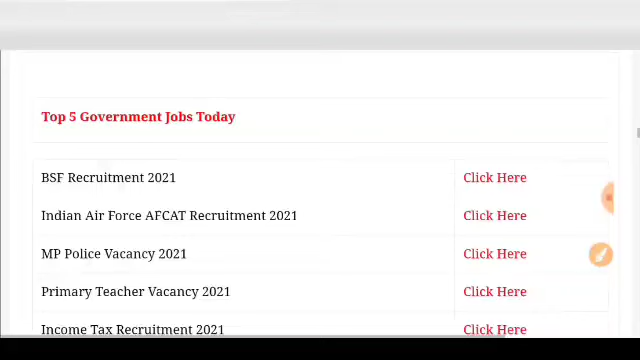 Top 5 Government Jobs Today
BSF Recruitment 2021 Click Here
Indian Air Force AFCAT Recruitment 2021 Click Here
MP Police Vacancy 2021 Click Here
Primary Teacher Vacancy 2021 Click Here
Income Tax Recruitment 2021 Click Here